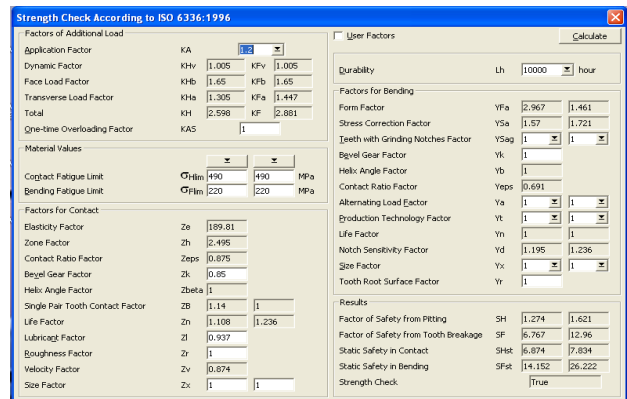 Strength Check According to ISO 6336:1996
Factors of Additional Load
Application Factor KA 1.2
Dynamic Factor KHv 1.005 KFv 1.005
Face Load Factor KHb 1.65 KFb 1.65
Transverse Load Factor KHa 1.305 KFa 1.447
Total KH 2.598 KF 2.881
One-time Overloading Factor KAS 1
Material Values
Contact Fatigue Limit σHlim 490 490 MPa
Bending Fatigue Limit σFlim 220 220 MPa
Factors for Contact
Elasticity Factor Ze 189.81
Zone Factor Zh 2.495
Contact Ratio Factor Zeps 0.875
Bevel Gear Factor Zk 0.85
Helix Angle Factor Zbeta 1
Single Pair Tooth Contact Factor ZB 1.14 1
Life Factor Zn 1.108 1.236
Lubricant Factor Zl 0.937
Roughness Factor Zr 1
Velocity Factor Zv 0.874
Size Factor Zx 1 1
User Factors Calculate
Durability Lh 10000 hour
Factors for Bending
Form Factor YFa 2.967 1.461
Stress Correction Factor YSa 1.57 1.721
Teeth with Grinding Notches Factor YSag 1 1
Bevel Gear Factor Yk 1
Helix Angle Factor Yb 1
Contact Ratio Factor Yeps 0.691
Alternating Load Factor Ya 1 1
Production Technology Factor Yt 1 1
Life Factor Yn 1 1
Notch Sensitivity Factor Yd 1.195 1.236
Size Factor Yx 1 1
Tooth Root Surface Factor Yr 1
Results
Factor of Safety from Pitting SH 1.274 1.621
Factor of Safety from Tooth Breakage SF 6.767 12.96
Static Safety in Contact SHst 6.874 7.834
Static Safety in Bending SFst 14.152 26.222
Strength Check True